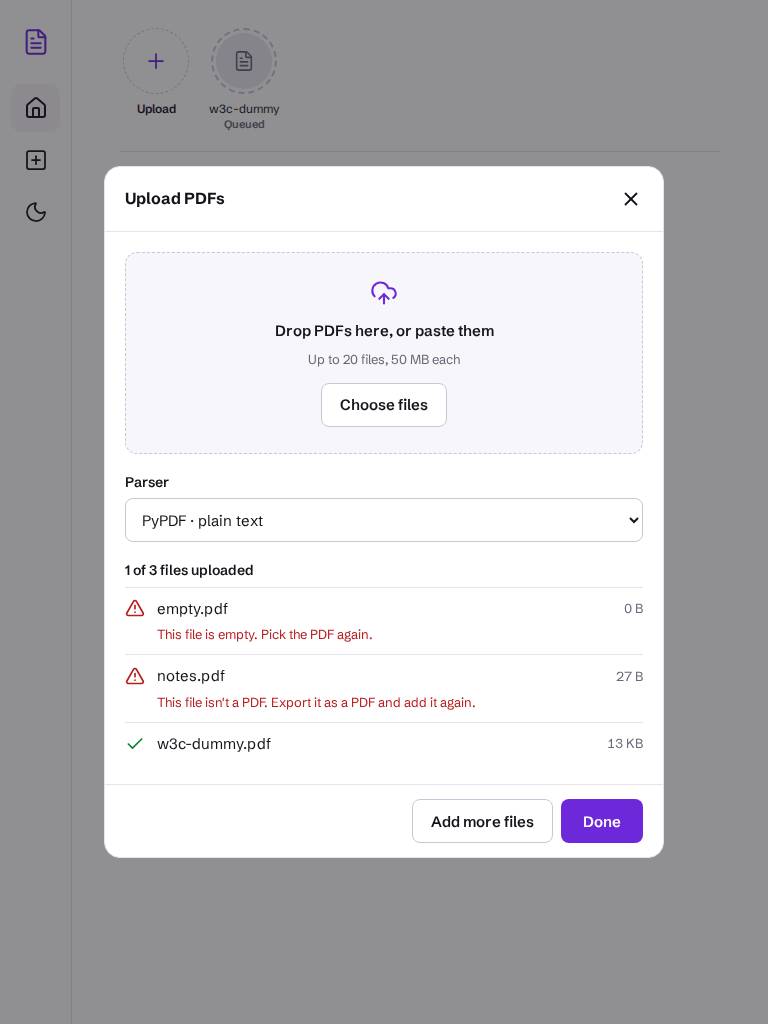 Upload
w3c-dummy
Queued
Upload PDFs
Drop PDFs here, or paste them
Up to 20 files, 50 MB each
Choose files
Parser
PyPDF · plain text
1 of 3 files uploaded
empty.pdf 0 B
This file is empty. Pick the PDF again.
notes.pdf 27 B
This file isn't a PDF. Export it as a PDF and add it again.
w3c-dummy.pdf 13 KB
Add more files Done